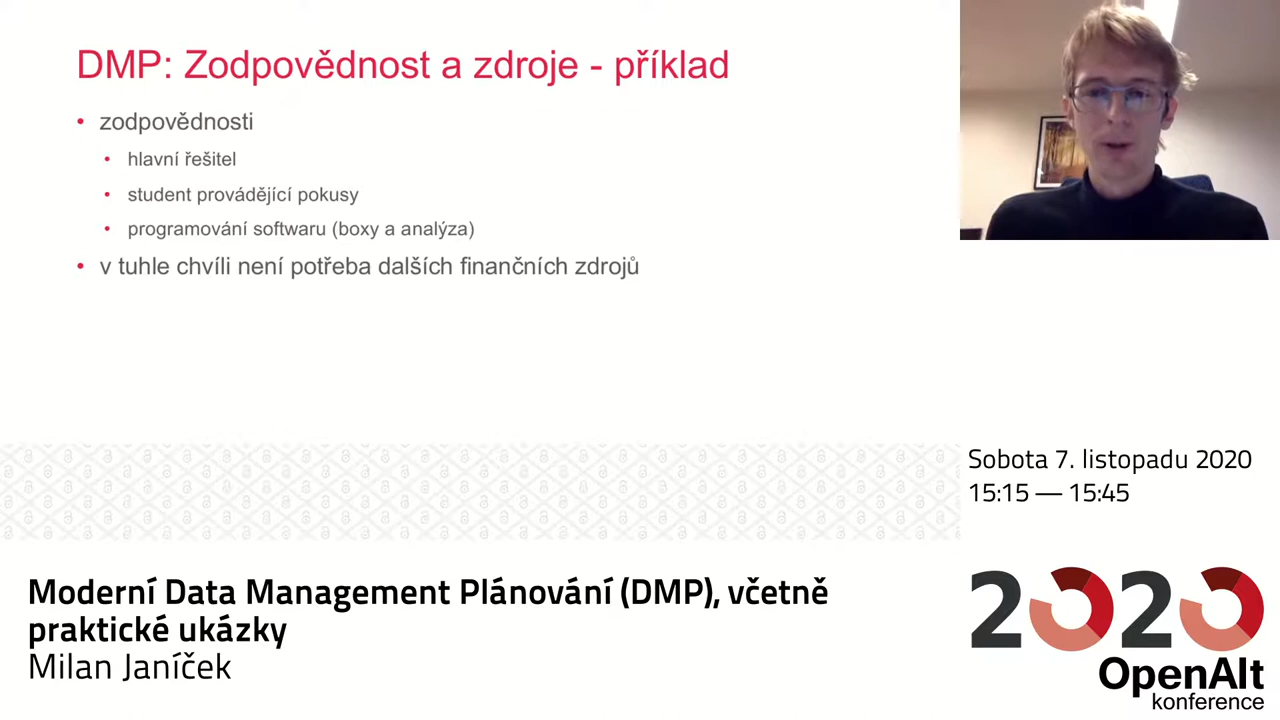 DMP: Zodpovědnost a zdroje - příklad
zodpovědnosti
hlavní řešitel
student provádějící pokusy
programování softwaru (boxy a analýza)
v tuhle chvíli není potřeba dalších finančních zdrojů
Sobota 7. listopadu 2020
15:15 — 15:45
Moderní Data Management Plánování (DMP), včetně
praktické ukázky
Milan Janíček
2020
OpenAlt
konference